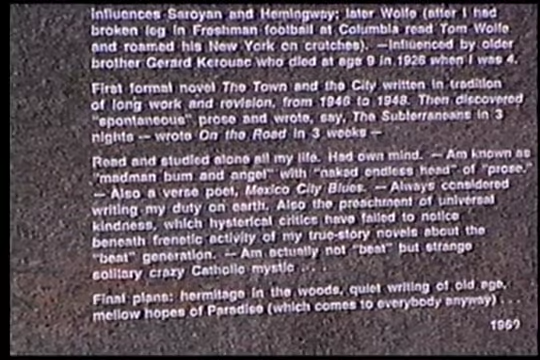 influences Saroyan and Hemingway; later Wolfe (after I had
broken leg in Freshman football at Columbia read Tom Wolfe
and roamed his New York on crutches). —Influenced by older
brother Gerard Kerouac who died at age 9 in 1926 when I was 4.
First formal novel The Town and the City written in tradition
of long work and revision, from 1946 to 1948. Then discovered
"spontaneous" prose and wrote, say, The Subterraneans in 3
nights — wrote On the Road in 3 weeks —
Read and studied alone all my life. Had own mind. — Am known as
"madman bum and angel" with "naked endless head" of "prose."
— Also a verse poet, Mexico City Blues. — Always considered
writing my duty on earth. Also the preachment of universal
kindness, which hysterical critics have failed to notice
beneath frenetic activity of my true-story novels about the
"beat" generation. — Am actually not "beat" but strange
solitary crazy Catholic mystic . . .
Final plans: hermitage in the woods, quiet writing of old age,
mellow hopes of Paradise (which comes to everybody anyway) . . .
1960